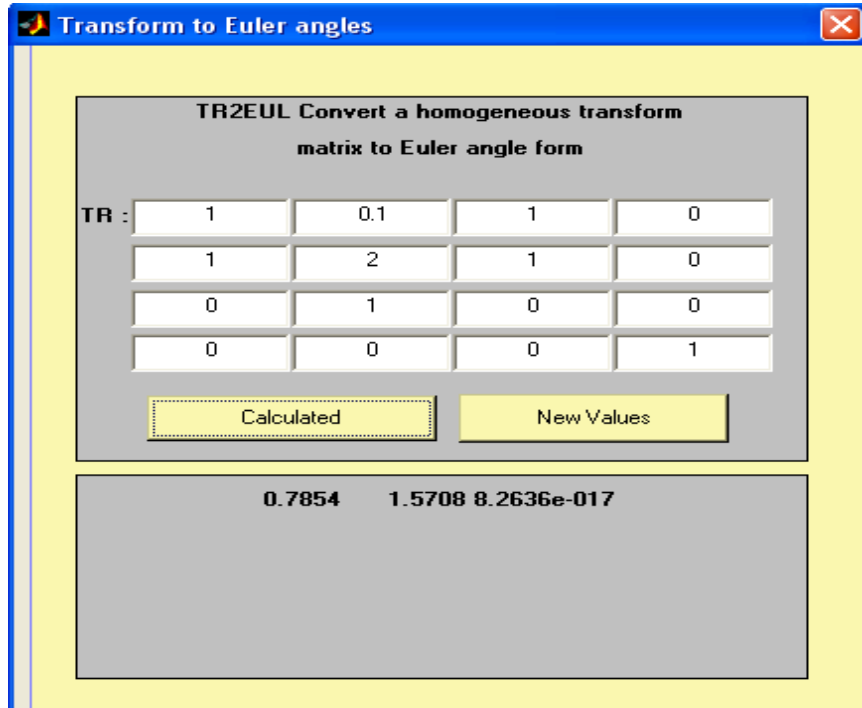 Transform to Euler angles
TR2EUL Convert a homogeneous transform
matrix to Euler angle form
TR : 1 0.1 1 0
1 2 1 0
0 1 0 0
0 0 0 1
Calculated New Values
0.7854 1.5708 8.2636e-017